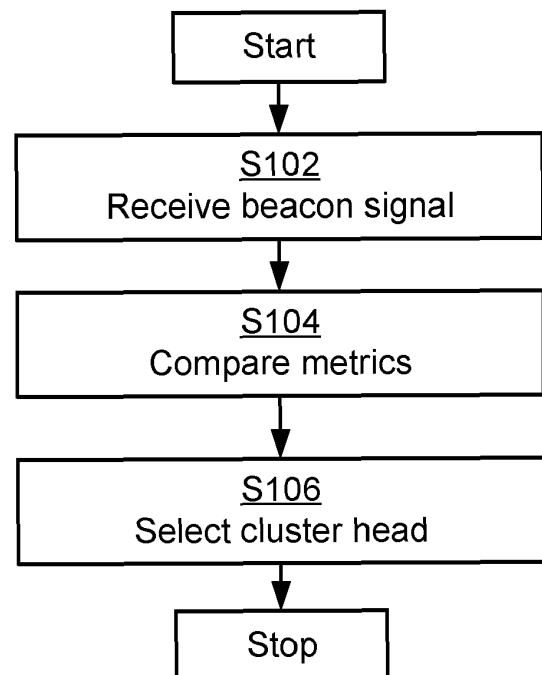 Start
S102
Receive beacon signal
S104
Compare metrics
S106
Select cluster head
Stop